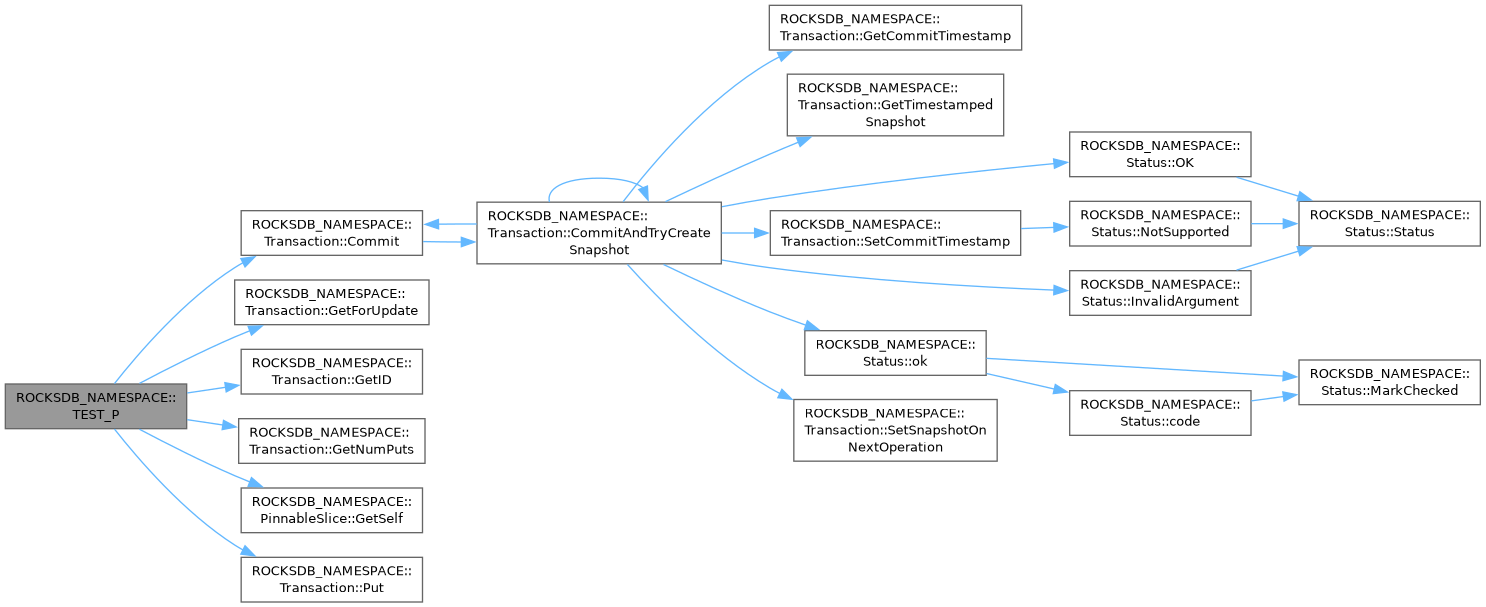 ROCKSDB_NAMESPACE::
TEST_P
ROCKSDB_NAMESPACE::
Transaction::Commit
ROCKSDB_NAMESPACE::
Transaction::GetForUpdate
ROCKSDB_NAMESPACE::
Transaction::GetID
ROCKSDB_NAMESPACE::
Transaction::GetNumPuts
ROCKSDB_NAMESPACE::
PinnableSlice::GetSelf
ROCKSDB_NAMESPACE::
Transaction::Put
ROCKSDB_NAMESPACE::
Transaction::CommitAndTryCreate
Snapshot
ROCKSDB_NAMESPACE::
Transaction::GetCommitTimestamp
ROCKSDB_NAMESPACE::
Transaction::GetTimestamped
Snapshot
ROCKSDB_NAMESPACE::
Transaction::SetCommitTimestamp
ROCKSDB_NAMESPACE::
Status::ok
ROCKSDB_NAMESPACE::
Transaction::SetSnapshotOn
NextOperation
ROCKSDB_NAMESPACE::
Status::OK
ROCKSDB_NAMESPACE::
Status::NotSupported
ROCKSDB_NAMESPACE::
Status::InvalidArgument
ROCKSDB_NAMESPACE::
Status::code
ROCKSDB_NAMESPACE::
Status::Status
ROCKSDB_NAMESPACE::
Status::MarkChecked